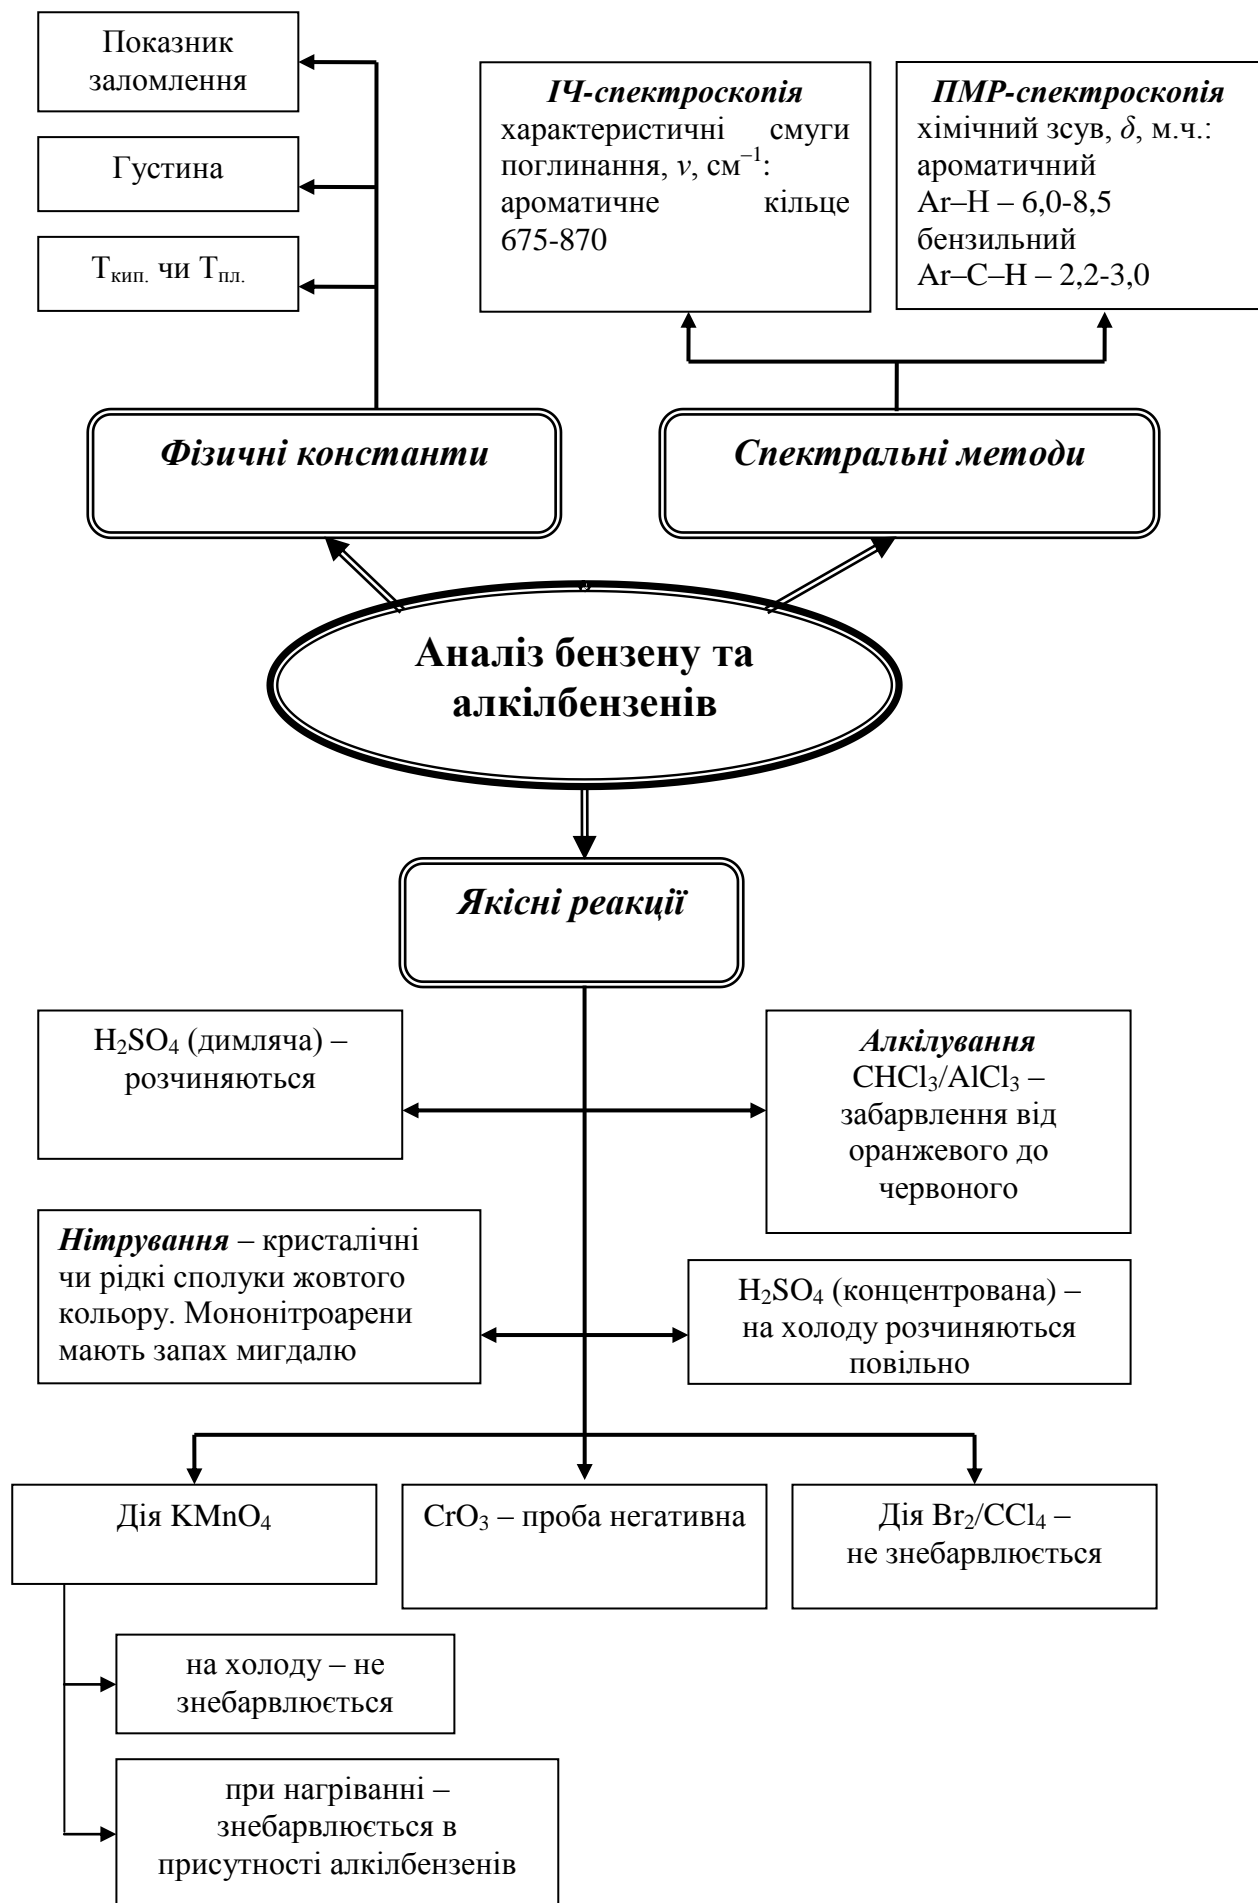 Показник
заломлення
Густина
Tкип. чи Tпл.
ІЧ-спектроскопія
характеристичні смуги
поглинання, ν, см⁻¹:
ароматичне кільце
675-870
ПМР-спектроскопія
хімічний зсув, δ, м.ч.:
ароматичний
Ar–H – 6,0-8,5
бензильний
Ar–C–H – 2,2-3,0
Фізичні константи
Спектральні методи
Аналіз бензену та
алкілбензенів
Якісні реакції
H₂SO₄ (димляча) –
розчиняються
Алкілування
CHCl₃/AlCl₃ –
забарвлення від
оранжевого до
червоного
Нітрування – кристалічні
чи рідкі сполуки жовтого
кольору. Мононітроарени
мають запах мигдалю
H₂SO₄ (концентрована) –
на холоду розчиняються
повільно
Дія KMnO₄
CrO₃ – проба негативна
Дія Br₂/CCl₄ –
не знебарвлюється
на холоду – не
знебарвлюється
при нагріванні –
знебарвлюється в
присутності алкілбензенів